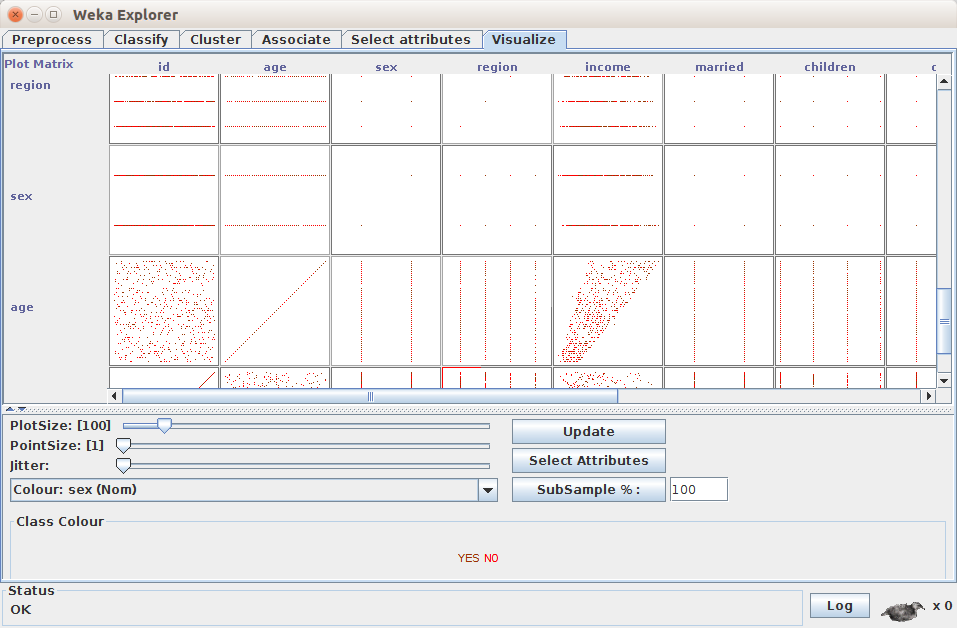 Weka Explorer
Preprocess Classify Cluster Associate Select attributes Visualize
Plot Matrix id age sex region income married children c
region
sex
age
PlotSize: [100]
PointSize: [1]
Jitter:
Colour: sex (Nom)
Update
Select Attributes
SubSample % : 100
Class Colour
YES NO
Status
OK
Log x 0